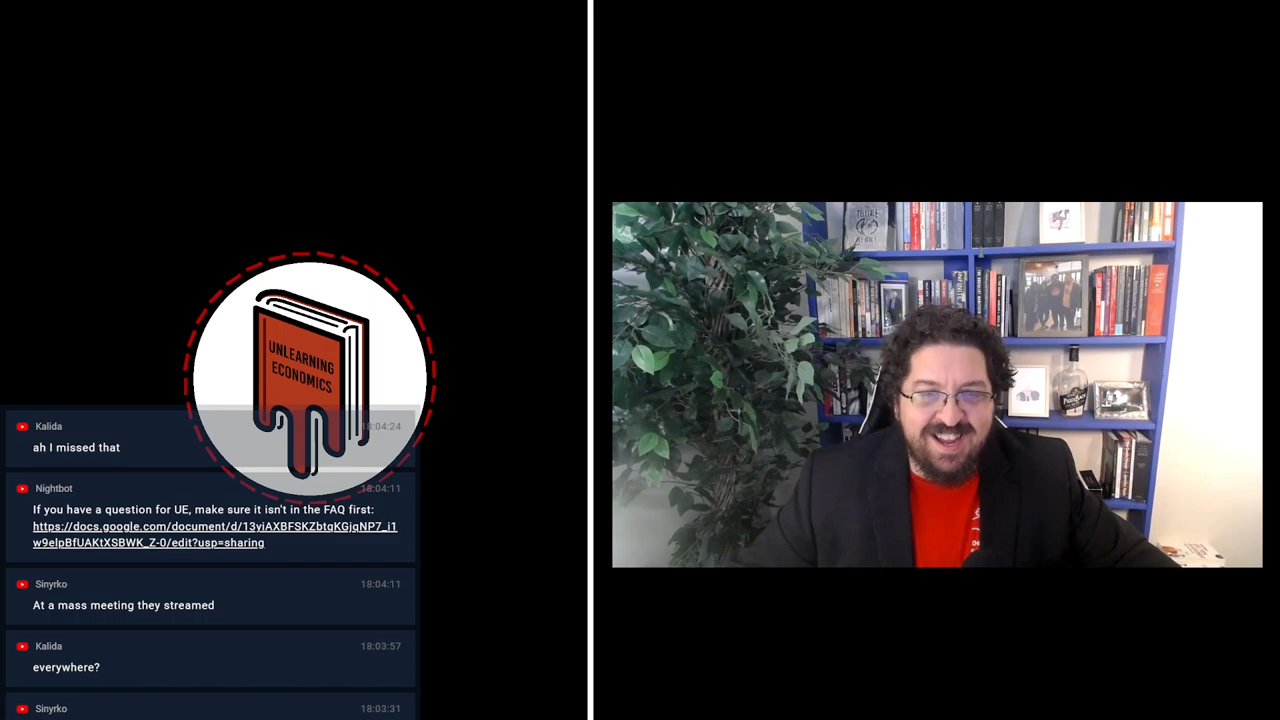 UNLEARNING
ECONOMICS
Kalida
18:04:24
ah I missed that
Nightbot
18:04:11
If you have a question for UE, make sure it isn't in the FAQ first:
https://docs.google.com/document/d/13yiAXBFSKZbtqKGjqNP7_i1
w9elpBfUAKtXSBWK_Z-0/edit?usp=sharing
Sinyrko
18:04:11
At a mass meeting they streamed
Kalida
18:03:57
everywhere?
Sinyrko
18:03:31